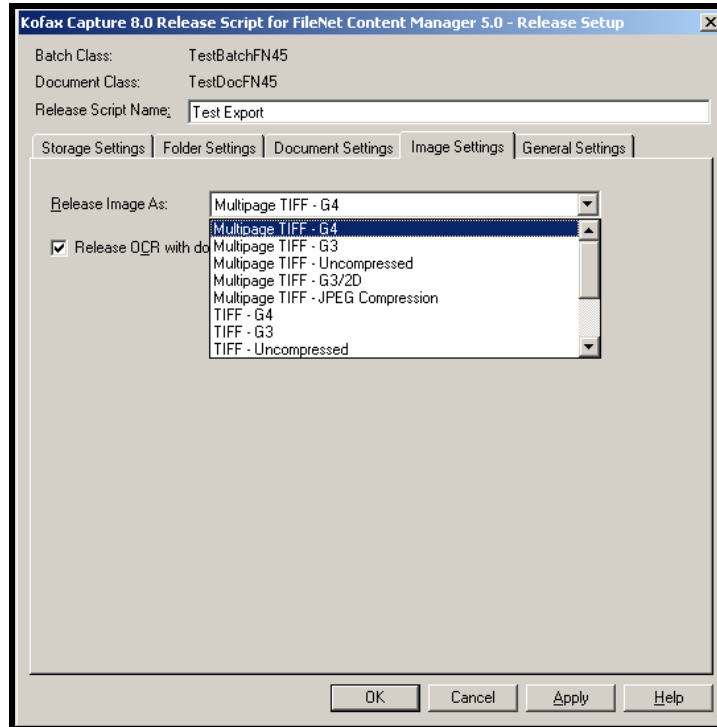 Kofax Capture 8.0 Release Script for FileNet Content Manager 5.0 - Release Setup
Batch Class: TestBatchFN45
Document Class: TestDocFN45
Release Script Name: Test Export
Storage Settings Folder Settings Document Settings Image Settings General Settings
Release Image As: Multipage TIFF - G4
Multipage TIFF - G4
Release OCR with do Multipage TIFF - G3
Multipage TIFF - Uncompressed
Multipage TIFF - G3/2D
Multipage TIFF - JPEG Compression
TIFF - G4
TIFF - G3
TIFF - Uncompressed
OK Cancel Apply Help